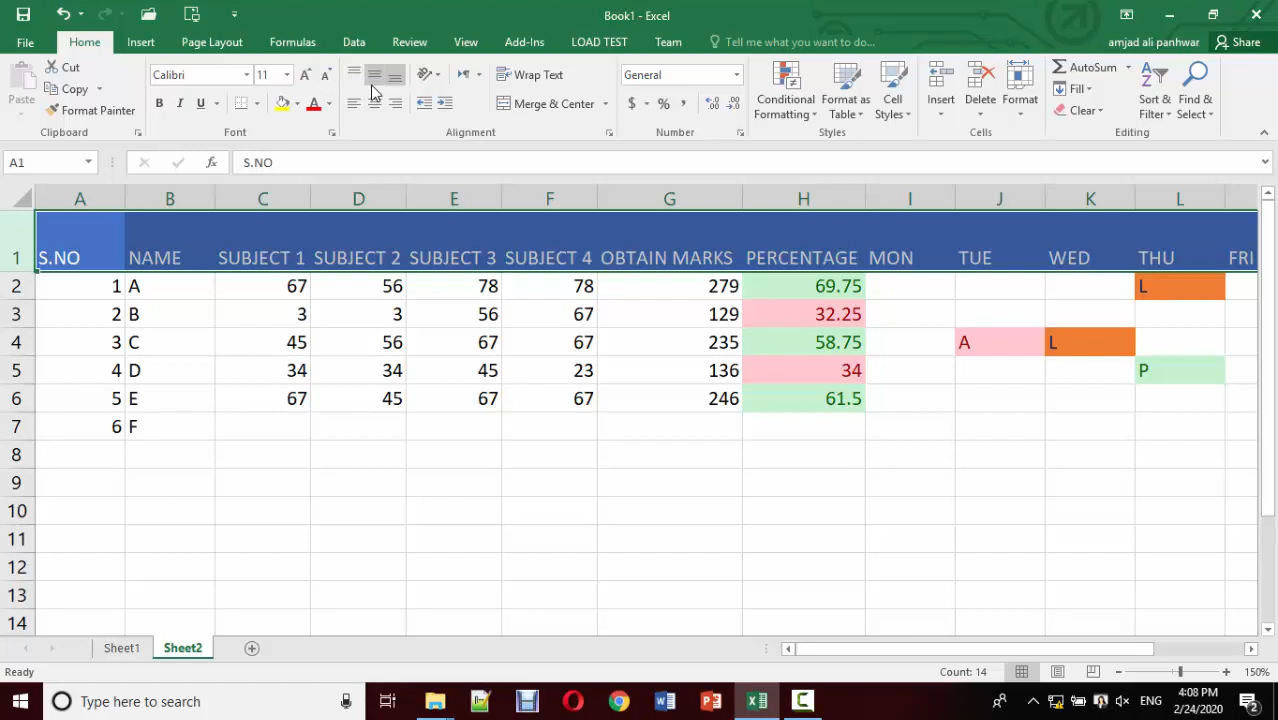 Book1 - Excel
File Home Insert Page Layout Formulas Data Review View Add-Ins LOAD TEST Team Tell me what you want to do... amjad ali panhwar Share
Paste Cut Copy Format Painter Clipboard
Calibri 11 A A B I U A Font
Wrap Text Merge & Center Alignment
General $ % , Number
Conditional Formatting Format as Table Cell Styles Styles
Insert Delete Format Cells
AutoSum Fill Clear Sort & Filter Find & Select Editing
A1 fx S.NO
A B C D E F G H I J K L
1 S.NO NAME SUBJECT 1 SUBJECT 2 SUBJECT 3 SUBJECT 4 OBTAIN MARKS PERCENTAGE MON TUE WED THU FRI
2 1 A 67 56 78 78 279 69.75 L
3 2 B 3 3 56 67 129 32.25
4 3 C 45 56 67 67 235 58.75 A L
5 4 D 34 34 45 23 136 34 P
6 5 E 67 45 67 67 246 61.5
7 6 F
8
9
10
11
12
13
14
Sheet1 Sheet2
Ready Count: 14 150%
Type here to search ENG 4:08 PM
2/24/2020 2